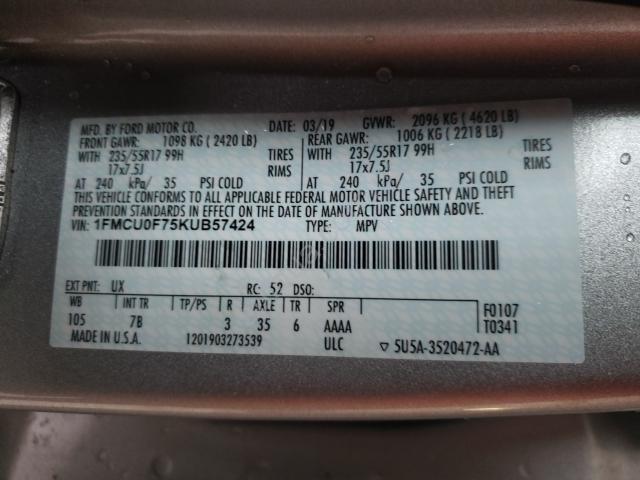 MFD. BY FORD MOTOR CO. DATE: 03/19 GVWR: 2096 KG ( 4620 LB)
FRONT GAWR: 1098 KG ( 2420 LB) REAR GAWR: 1006 KG ( 2218 LB)
WITH 235/55R17 99H TIRES WITH 235/55R17 99H TIRES
17x7.5J RIMS 17x7.5J RIMS
AT 240 kPa/ 35 PSI COLD AT 240 kPa/ 35 PSI COLD
THIS VEHICLE CONFORMS TO ALL APPLICABLE FEDERAL MOTOR VEHICLE SAFETY AND THEFT
PREVENTION STANDARDS IN EFFECT ON THE DATE OF MANUFACTURE SHOWN ABOVE.
VIN: 1FMCU0F75KUB57424 TYPE: MPV
EXT PNT: UX RC: 52 DSO:
WB INT TR TP/PS R AXLE TR SPR F0107
105 7B 3 35 6 AAAA T0341
MADE IN U.S.A. 1201903273539 ULC ▽ 5U5A-3520472-AA